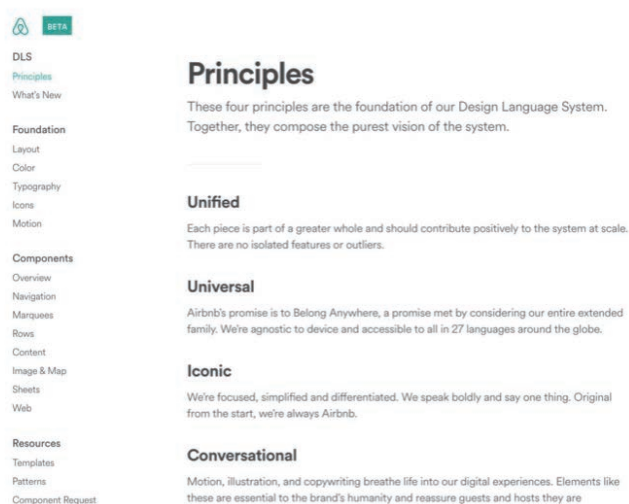 BETA
DLS
Principles
What's New
Foundation
Layout
Color
Typography
Icons
Motion
Components
Overview
Navigation
Marquees
Rows
Content
Image & Map
Sheets
Web
Resources
Templates
Patterns
Component Request
Principles
These four principles are the foundation of our Design Language System.
Together, they compose the purest vision of the system.
Unified
Each piece is part of a greater whole and should contribute positively to the system at scale.
There are no isolated features or outliers.
Universal
Airbnb's promise is to Belong Anywhere, a promise met by considering our entire extended
family. We're agnostic to device and accessible to all in 27 languages around the globe.
Iconic
We're focused, simplified and differentiated. We speak boldly and say one thing. Original
from the start, we're always Airbnb.
Conversational
Motion, illustration, and copywriting breathe life into our digital experiences. Elements like
these are essential to the brand's humanity and reassure guests and hosts they are